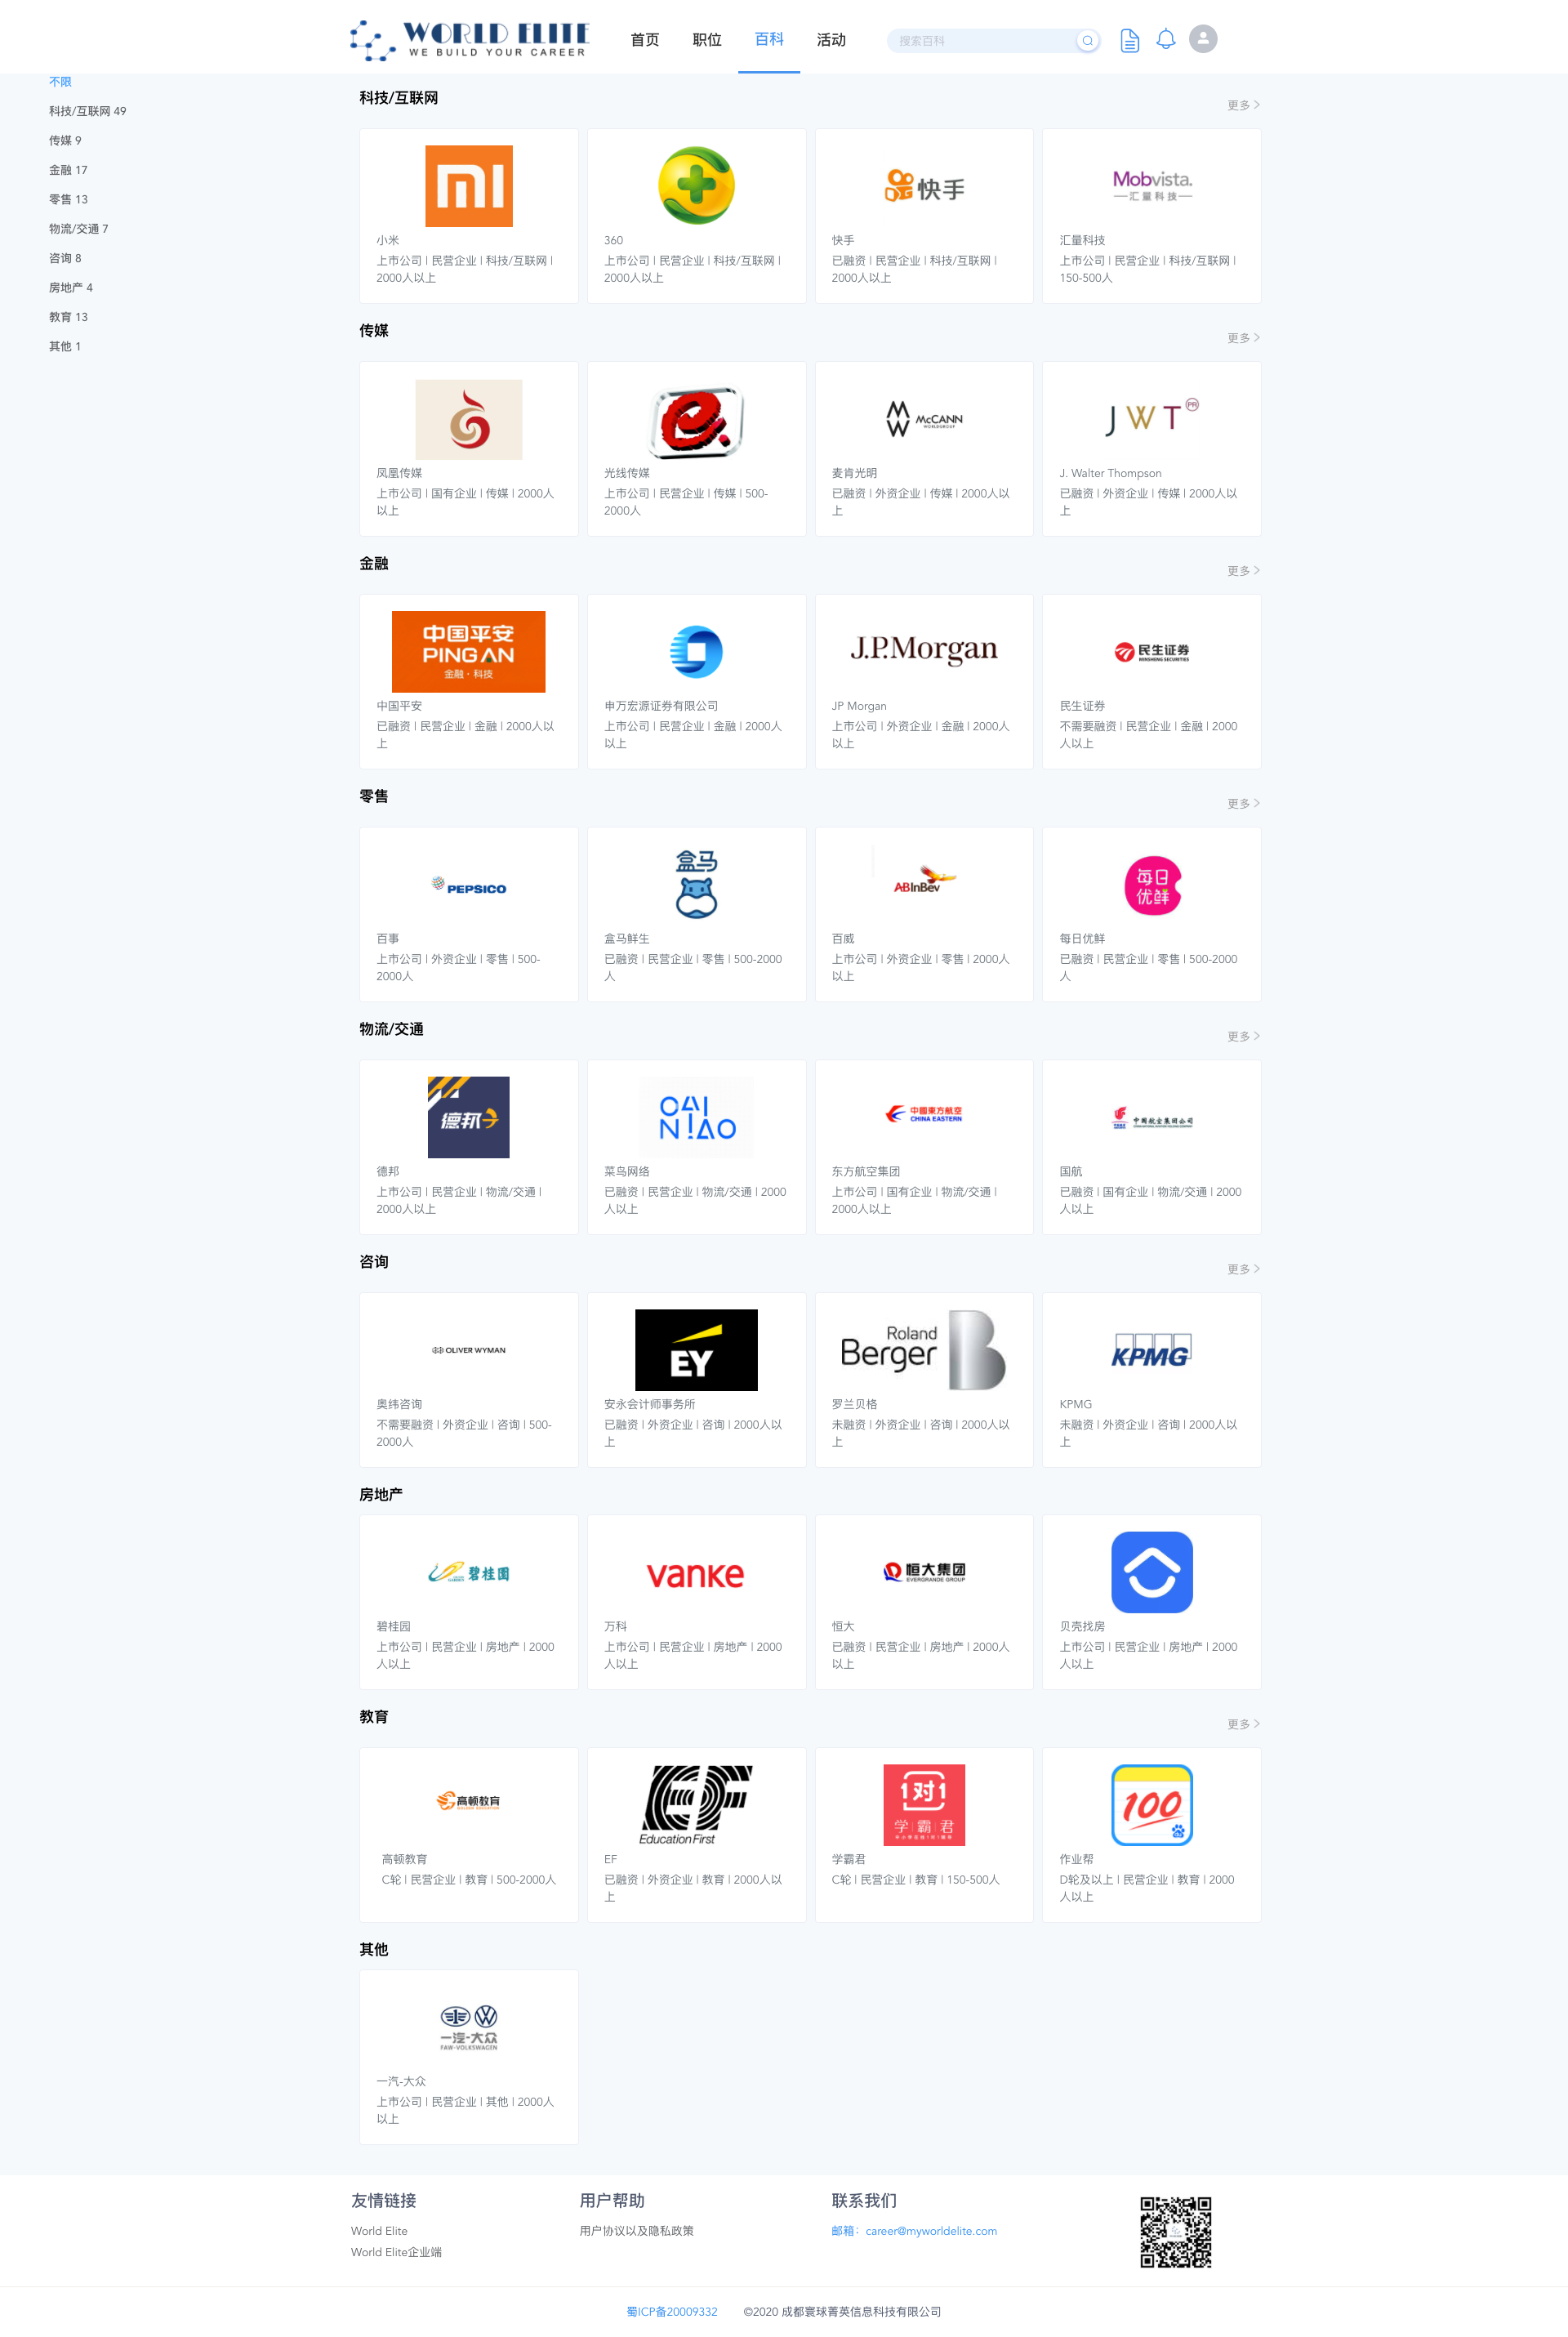 WORLD ELITE
WE BUILD YOUR CAREER
首页
职位
百科
活动
搜索百科
不限
科技/互联网 49
传媒 9
金融 17
零售 13
物流/交通 7
咨询 8
房地产 4
教育 13
其他 1
科技/互联网
更多
mi
快手
Mobvista.
汇量科技
小米
上市公司 | 民营企业 | 科技/互联网 |
2000人以上
360
上市公司 | 民营企业 | 科技/互联网 |
2000人以上
快手
已融资 | 民营企业 | 科技/互联网 |
2000人以上
汇量科技
上市公司 | 民营企业 | 科技/互联网 |
150-500人
传媒
更多
e
McCANN
WORLDGROUP
JWT
PR
凤凰传媒
上市公司 | 国有企业 | 传媒 | 2000人
以上
光线传媒
上市公司 | 民营企业 | 传媒 | 500-
2000人
麦肯光明
已融资 | 外资企业 | 传媒 | 2000人以
上
J. Walter Thompson
已融资 | 外资企业 | 传媒 | 2000人以
上
金融
更多
中国平安
PING AN
金融·科技
J.P.Morgan
民生证券
MINSHENG SECURITIES
中国平安
已融资 | 民营企业 | 金融 | 2000人以
上
申万宏源证券有限公司
上市公司 | 民营企业 | 金融 | 2000人
以上
JP Morgan
上市公司 | 外资企业 | 金融 | 2000人
以上
民生证券
不需要融资 | 民营企业 | 金融 | 2000
人以上
零售
更多
PEPSICO
盒马
ABInBev
每日
优鲜
百事
上市公司 | 外资企业 | 零售 | 500-
2000人
盒马鲜生
已融资 | 民营企业 | 零售 | 500-2000
人
百威
上市公司 | 外资企业 | 零售 | 2000人
以上
每日优鲜
已融资 | 民营企业 | 零售 | 500-2000
人
物流/交通
更多
德邦
CAI
NIAO
中國東方航空
CHINA EASTERN
中国航空集团公司
德邦
上市公司 | 民营企业 | 物流/交通 |
2000人以上
菜鸟网络
已融资 | 民营企业 | 物流/交通 | 2000
人以上
东方航空集团
上市公司 | 国有企业 | 物流/交通 |
2000人以上
国航
已融资 | 国有企业 | 物流/交通 | 2000
人以上
咨询
更多
OLIVER WYMAN
EY
Roland
Berger
B
KPMG
奥纬咨询
不需要融资 | 外资企业 | 咨询 | 500-
2000人
安永会计师事务所
已融资 | 外资企业 | 咨询 | 2000人以
上
罗兰贝格
未融资 | 外资企业 | 咨询 | 2000人以
上
KPMG
未融资 | 外资企业 | 咨询 | 2000人以
上
房地产
碧桂園
vanke
恒大集团
EVERGRANDE GROUP
碧桂园
上市公司 | 民营企业 | 房地产 | 2000
人以上
万科
上市公司 | 民营企业 | 房地产 | 2000
人以上
恒大
已融资 | 民营企业 | 房地产 | 2000人
以上
贝壳找房
上市公司 | 民营企业 | 房地产 | 2000
人以上
教育
更多
高顿教育
GOLDEN EDUCATION
EF
Education First
1对1
学霸君
100
高顿教育
C轮 | 民营企业 | 教育 | 500-2000人
EF
已融资 | 外资企业 | 教育 | 2000人以
上
学霸君
C轮 | 民营企业 | 教育 | 150-500人
作业帮
D轮及以上 | 民营企业 | 教育 | 2000
人以上
其他
一汽-大众
FAW-VOLKSWAGEN
一汽-大众
上市公司 | 民营企业 | 其他 | 2000人
以上
友情链接
World Elite
World Elite企业端
用户帮助
用户协议以及隐私政策
联系我们
邮箱：career@myworldelite.com
蜀ICP备20009332
©2020 成都寰球菁英信息科技有限公司